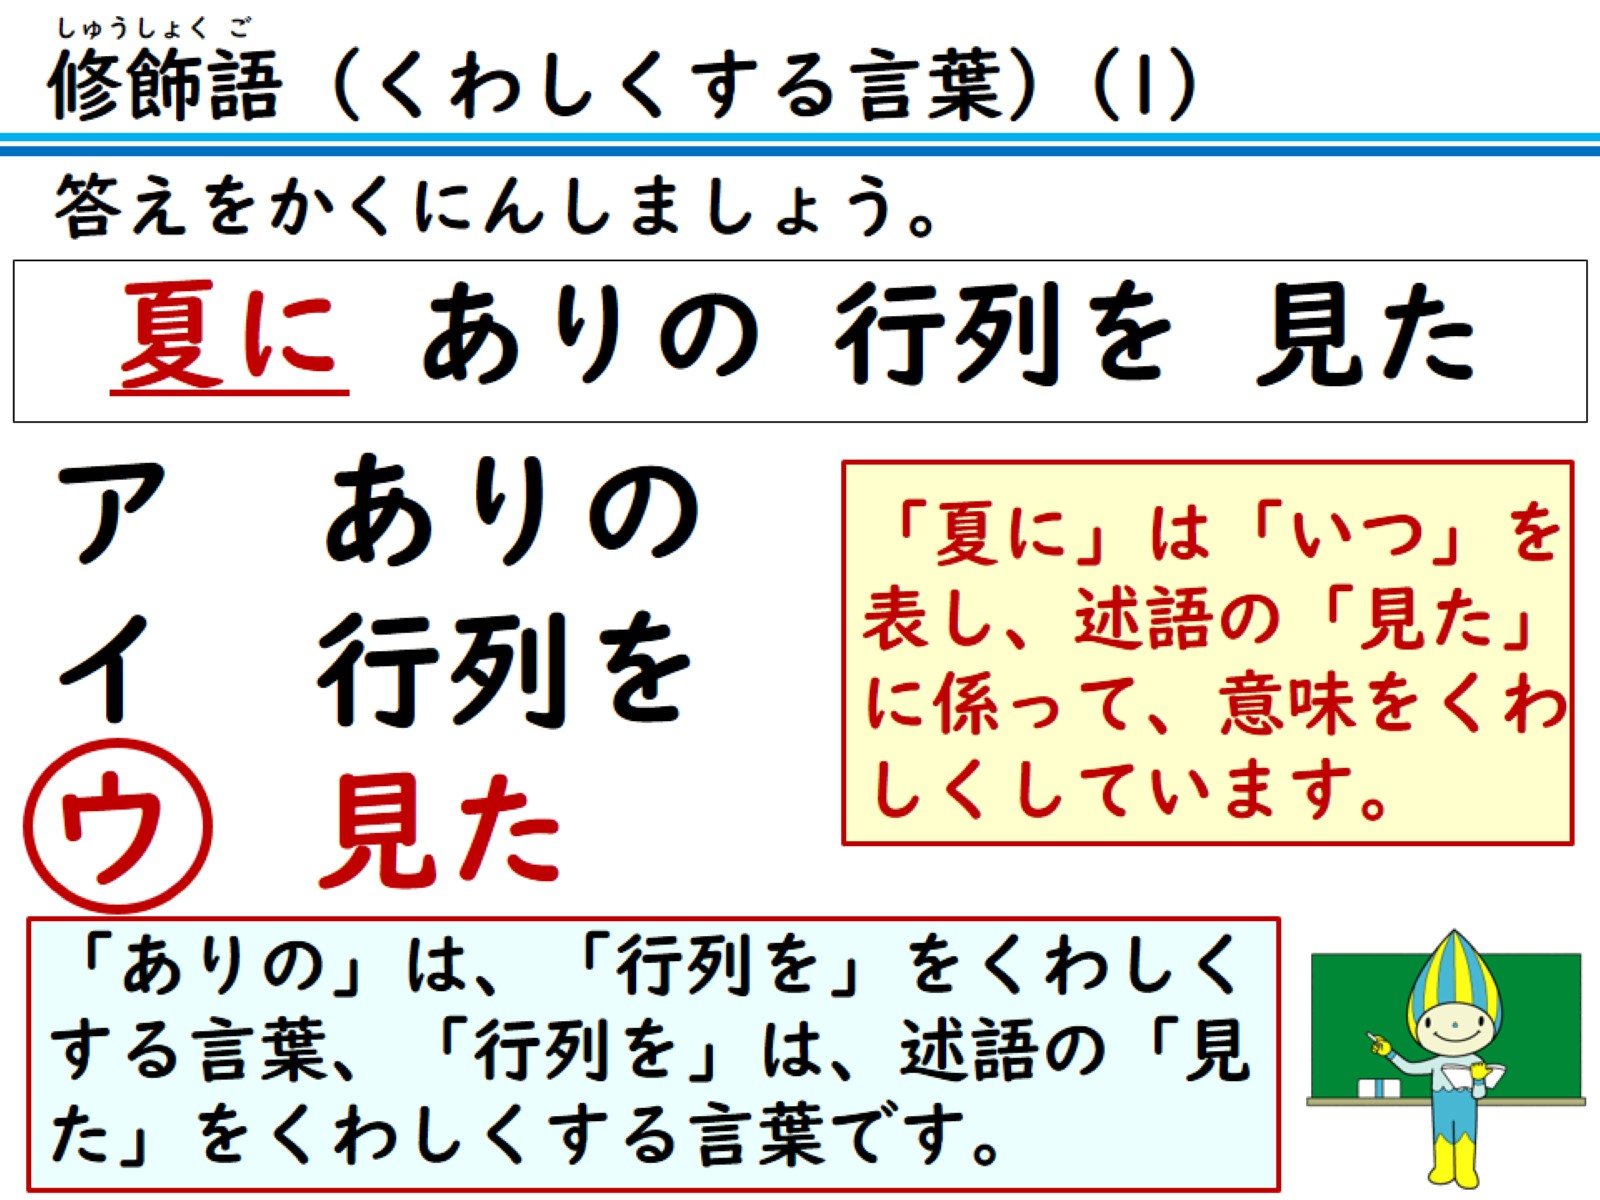 しゅうしょく ご
修飾語（くわしくする言葉）（１）
答えをかくにんしましょう。
夏に ありの 行列を 見た
ア ありの
イ 行列を
ウ 見た
「夏に」は「いつ」を
表し、述語の「見た」
に係って、意味をくわ
しくしています。
「ありの」は、「行列を」をくわしく
する言葉、「行列を」は、述語の「見
た」をくわしくする言葉です。